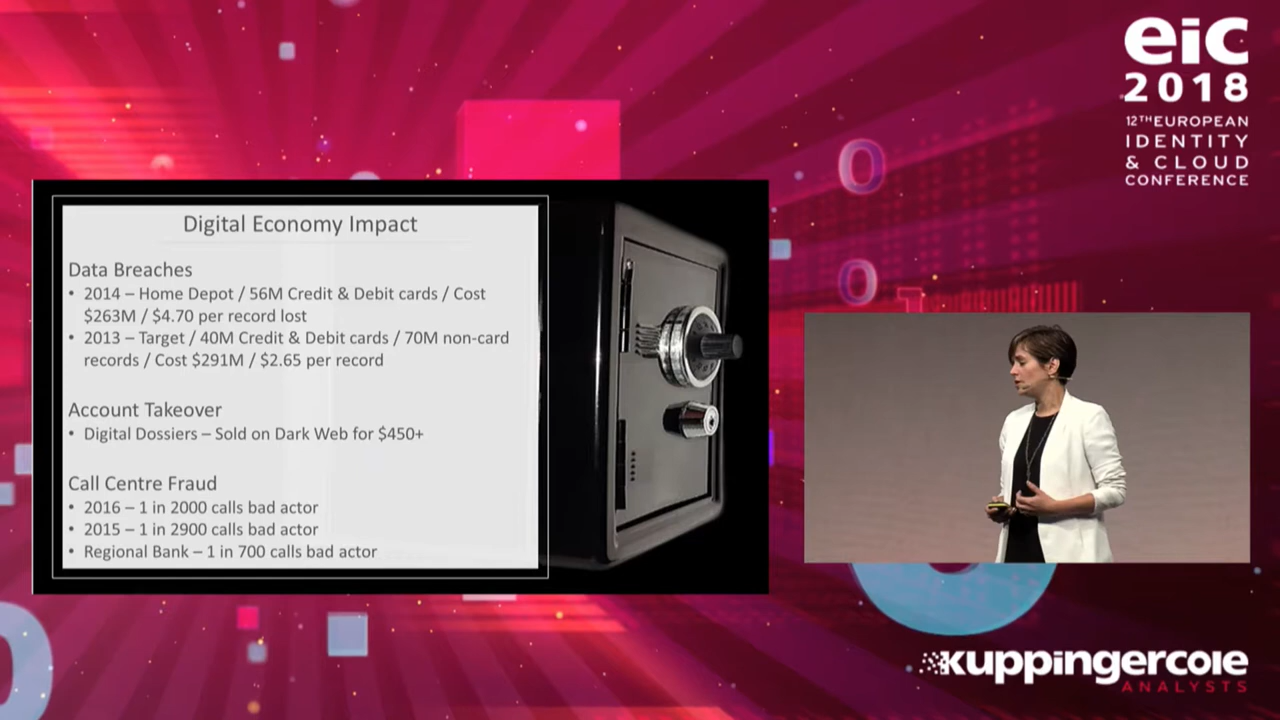 eic
2018
12TH EUROPEAN
IDENTITY
& CLOUD
CONFERENCE
Digital Economy Impact
Data Breaches
• 2014 – Home Depot / 56M Credit & Debit cards / Cost
$263M / $4.70 per record lost
• 2013 – Target / 40M Credit & Debit cards / 70M non-card
records / Cost $291M / $2.65 per record
Account Takeover
• Digital Dossiers – Sold on Dark Web for $450+
Call Centre Fraud
• 2016 – 1 in 2000 calls bad actor
• 2015 – 1 in 2900 calls bad actor
• Regional Bank – 1 in 700 calls bad actor
kuppingercole
ANALYSTS